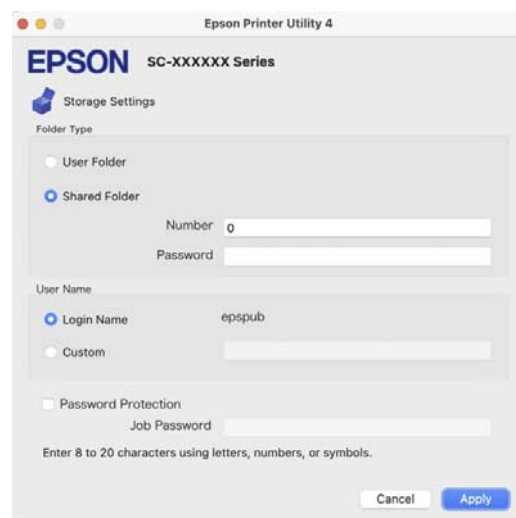 Epson Printer Utility 4
EPSON SC-XXXXXX Series
Storage Settings
Folder Type
User Folder
Shared Folder
Number 0
Password
User Name
Login Name epspub
Custom
Password Protection
Job Password
Enter 8 to 20 characters using letters, numbers, or symbols.
Cancel Apply